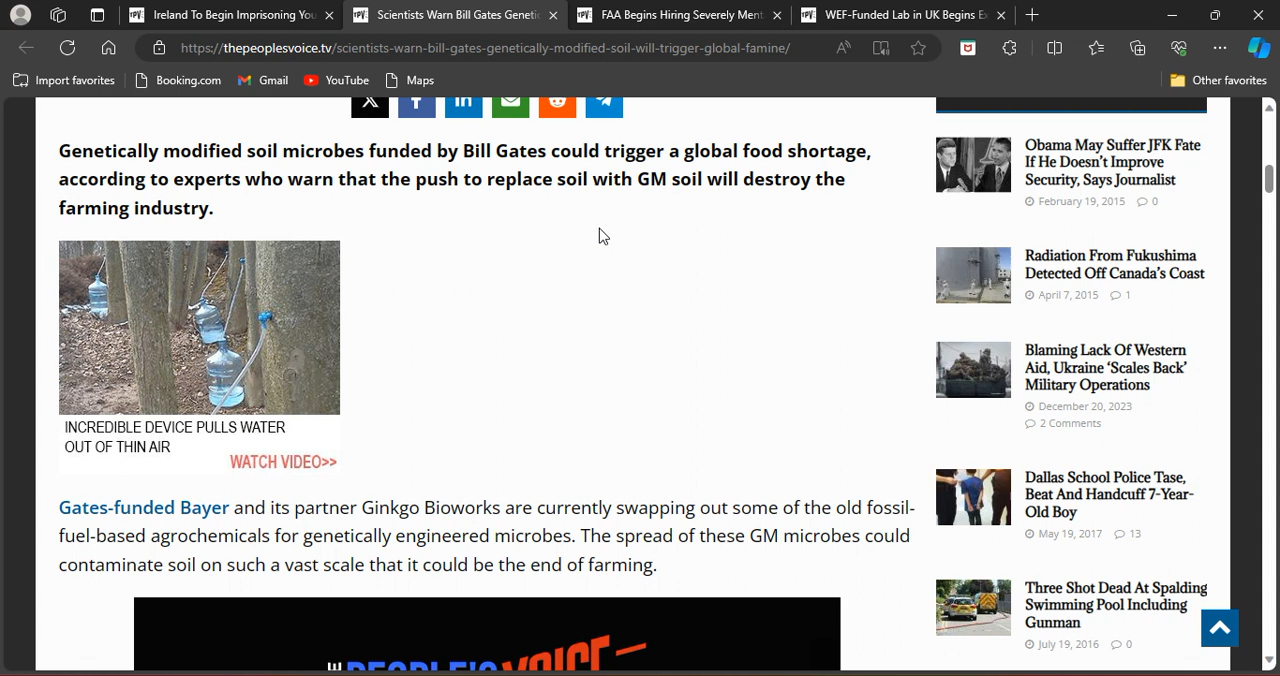 Ireland To Begin Imprisoning You
Scientists Warn Bill Gates Geneti
FAA Begins Hiring Severely Ment
WEF-Funded Lab in UK Begins E
https://thepeoplesvoice.tv/scientists-warn-bill-gates-genetically-modified-soil-will-trigger-global-famine/
Import favorites
Booking.com
Gmail
YouTube
Maps
Other favorites
Genetically modified soil microbes funded by Bill Gates could trigger a global food shortage,
according to experts who warn that the push to replace soil with GM soil will destroy the
farming industry.
INCREDIBLE DEVICE PULLS WATER
OUT OF THIN AIR
WATCH VIDEO>>
Gates-funded Bayer and its partner Ginkgo Bioworks are currently swapping out some of the old fossil-
fuel-based agrochemicals for genetically engineered microbes. The spread of these GM microbes could
contaminate soil on such a vast scale that it could be the end of farming.
THE PEOPLE'S VOICE
Obama May Suffer JFK Fate
If He Doesn't Improve
Security, Says Journalist
February 19, 2015 0
Radiation From Fukushima
Detected Off Canada's Coast
April 7, 2015 1
Blaming Lack Of Western
Aid, Ukraine 'Scales Back'
Military Operations
December 20, 2023
2 Comments
Dallas School Police Tase,
Beat And Handcuff 7-Year-
Old Boy
May 19, 2017 13
Three Shot Dead At Spalding
Swimming Pool Including
Gunman
July 19, 2016 0